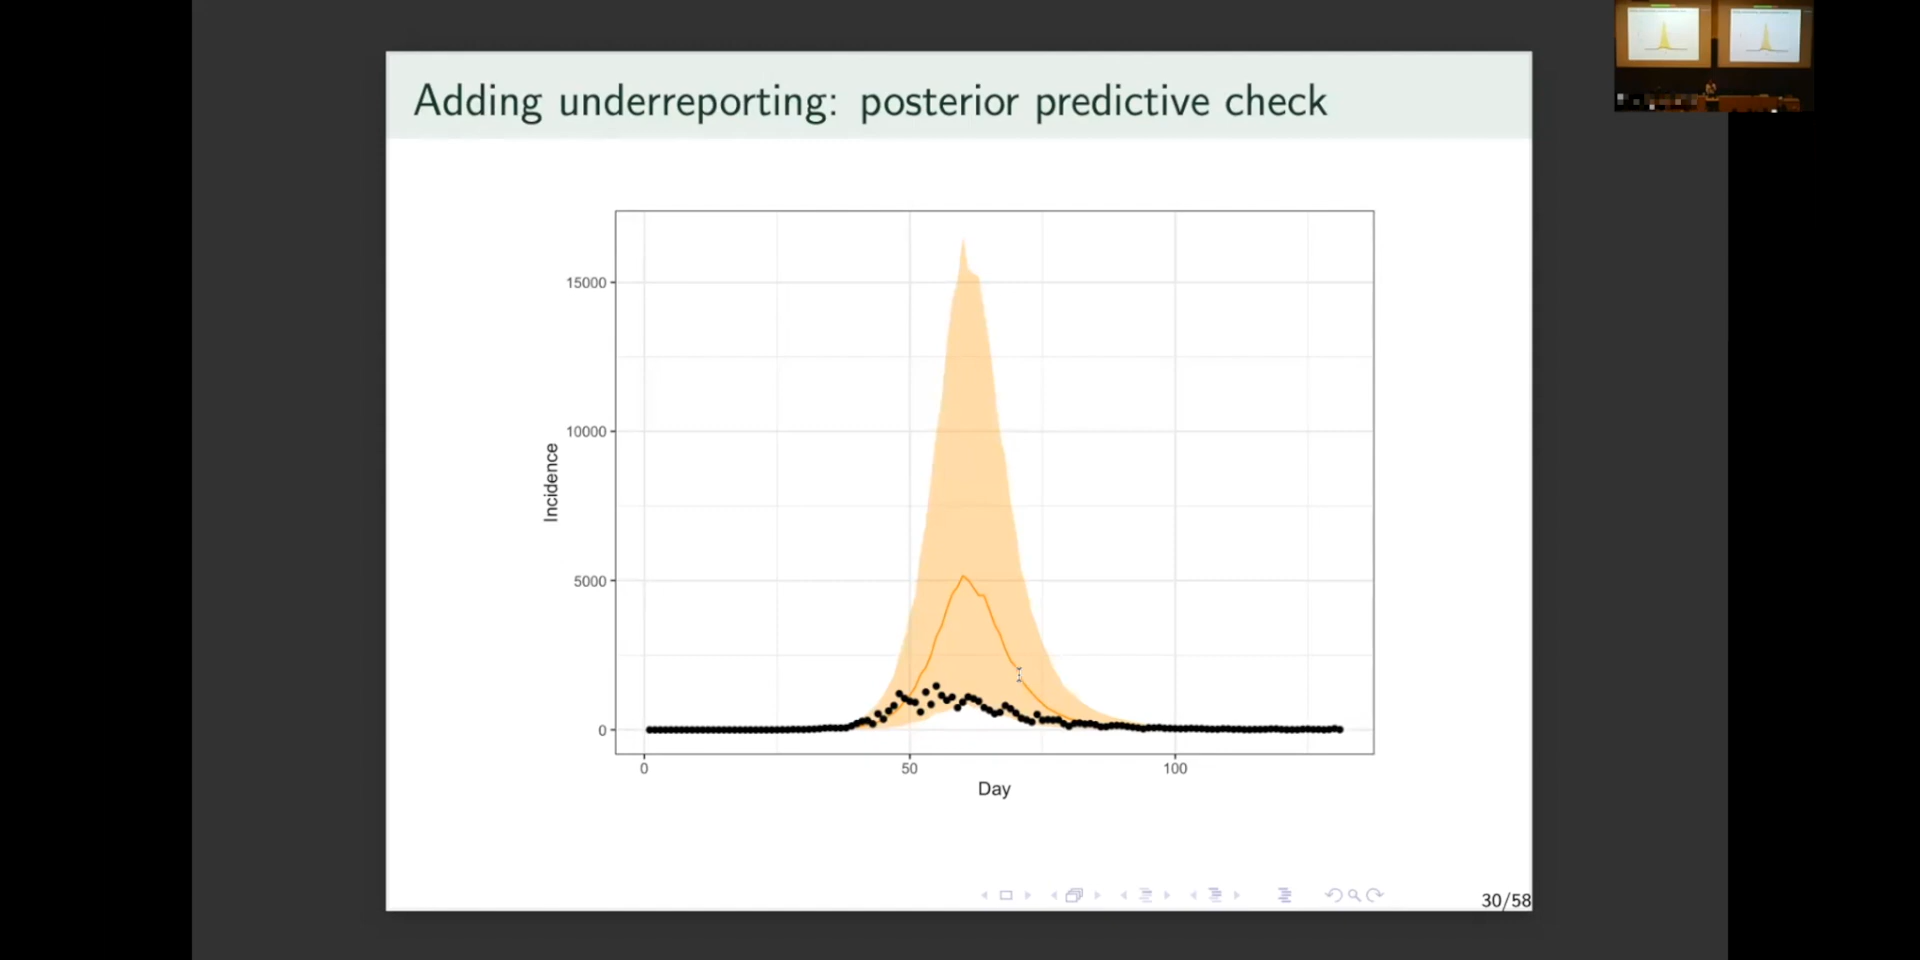 Adding underreporting: posterior predictive check
15000
10000
5000
0
Incidence
0 50 100
Day
30/58